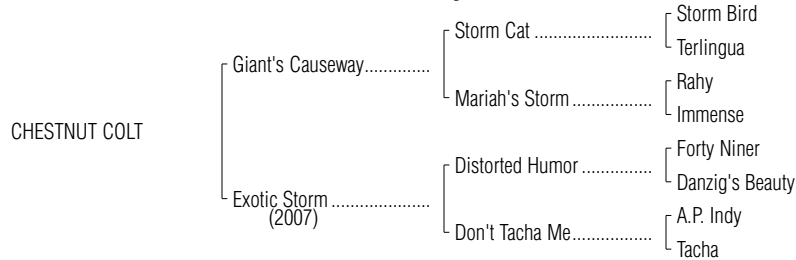 Storm Bird
Storm Cat ........................
Terlingua
Giant's Causeway..............
Rahy
Mariah's Storm ................
Immense
CHESTNUT COLT
Forty Niner
Distorted Humor ..............
Danzig's Beauty
Exotic Storm ....................
(2007)
A.P. Indy
Don't Tacha Me................
Tacha